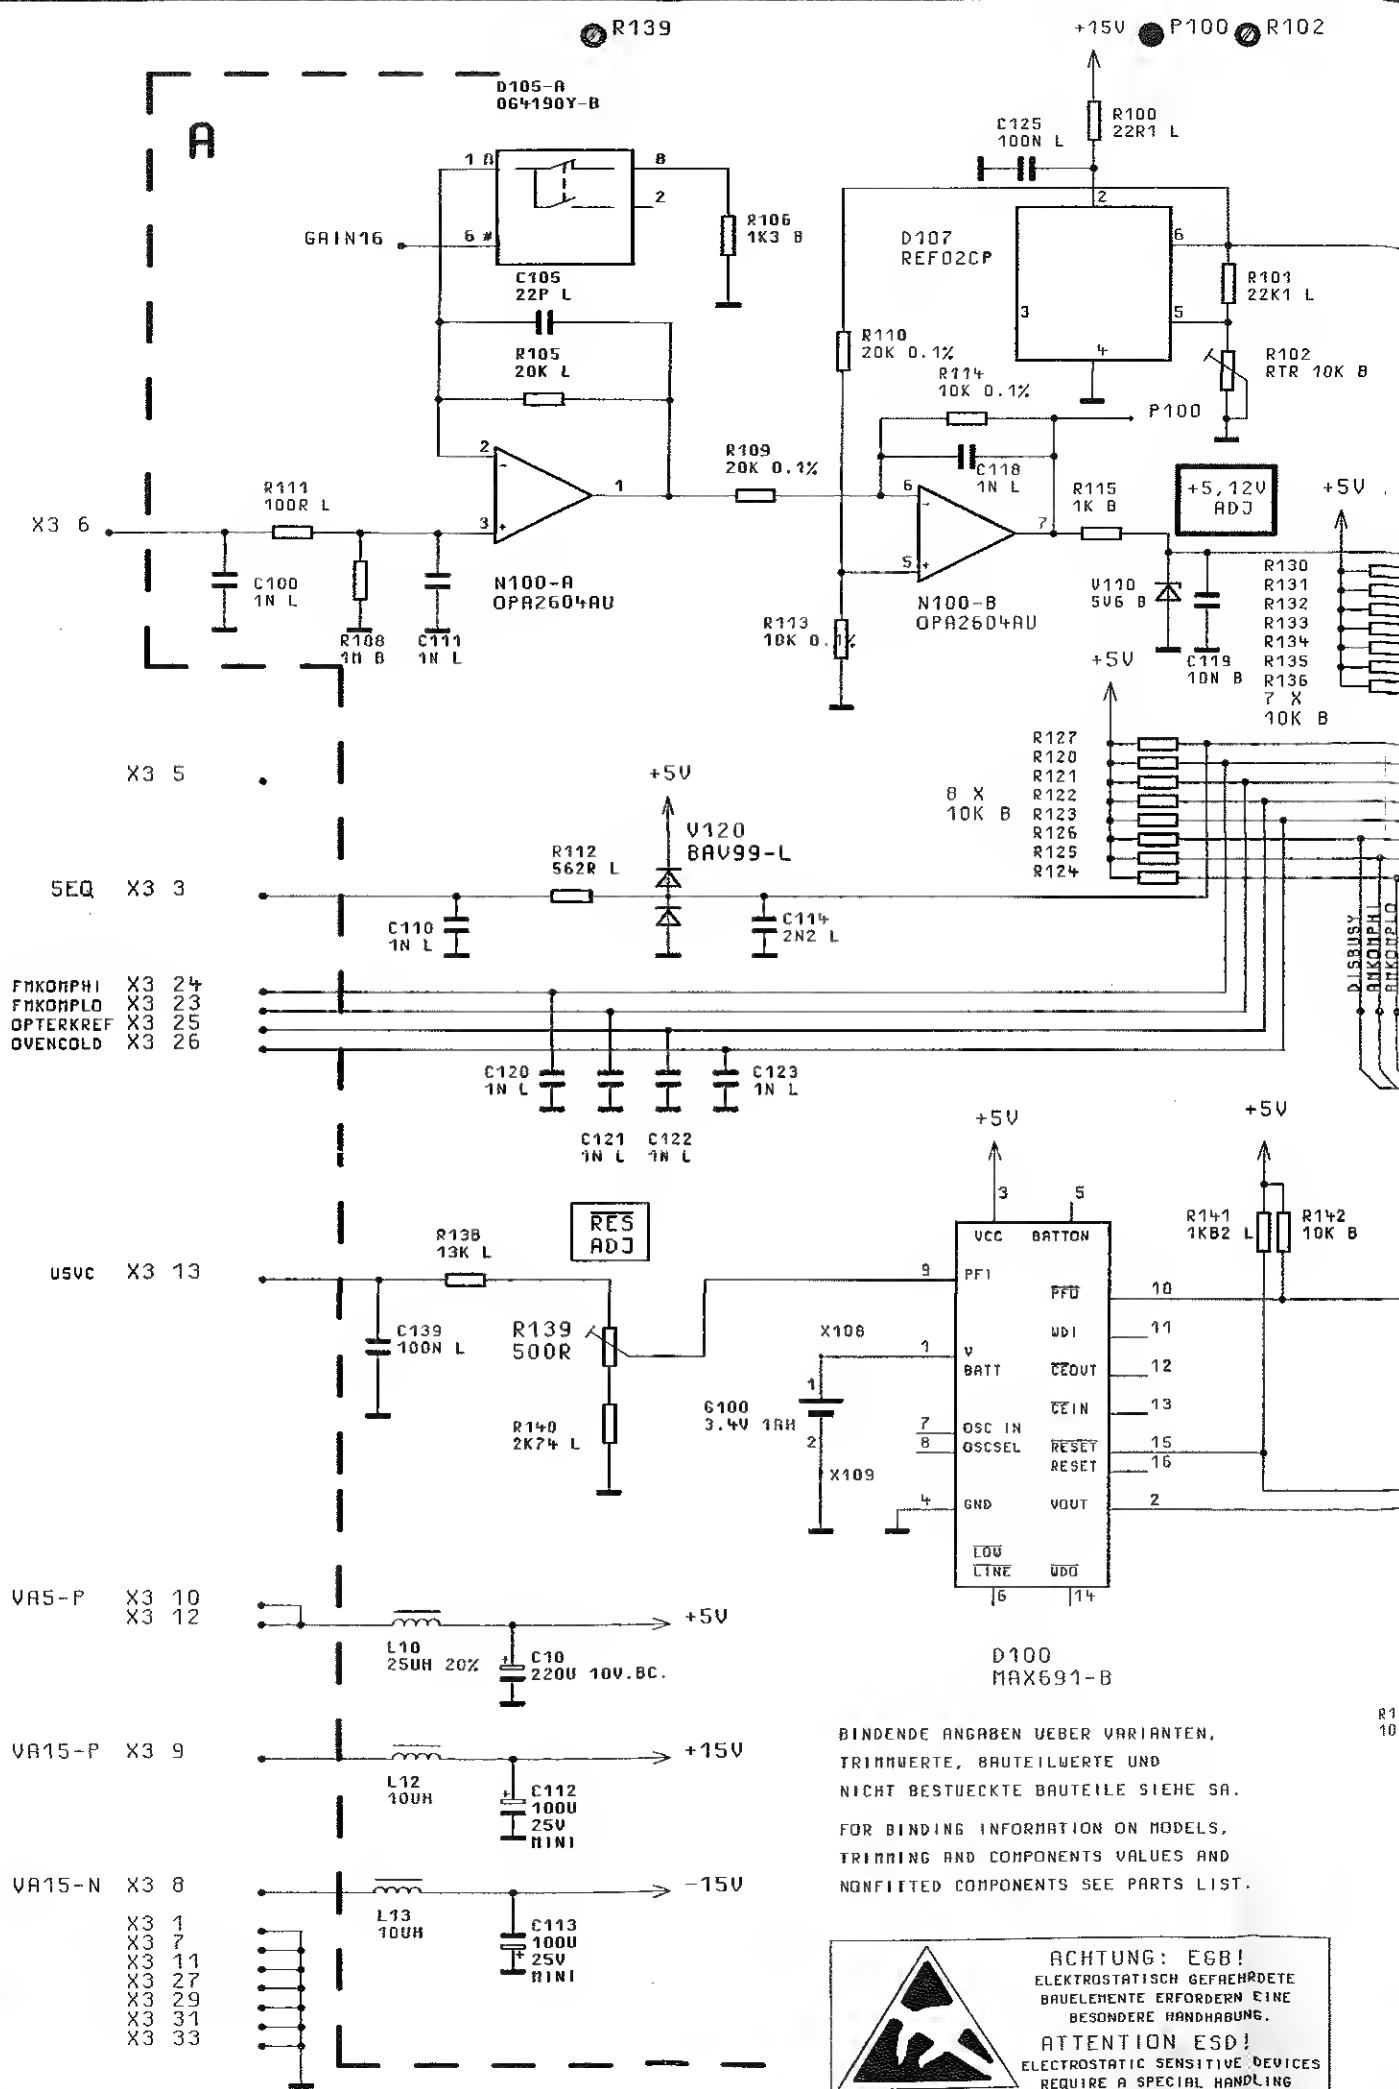 R139
+15V
P100
R102
D105-A
DG4190Y-B
A
1 A
8
2
6 #
GAIN16
R106
1K3 B
C105
22P L
R105
20K L
C125
100N L
R100
22R1 L
2
D107
REF02CP
6
3
5
4
R101
22K1 L
R102
RTR 10K B
R110
20K 0.1%
R114
10K 0.1%
P100
C118
1N L
R109
20K 0.1%
2
-
3
+
1
N100-A
OPA2604AU
R111
100R L
X3 6
C100
1N L
R108
1M B
C111
1N L
6
-
5
+
7
N100-B
OPA2604AU
R115
1K B
+5,12V
ADJ
+5V
V110
5V6 B
C119
10N B
R113
10K 0.1%
R130
R131
R132
R133
R134
R135
R136
7 X
10K B
+5V
R127
R120
R121
R122
R123
R126
R125
R124
8 X
10K B
X3 5
+5V
V120
BAV99-L
R112
562R L
SEQ X3 3
C110
1N L
C114
2N2 L
DISBUSY
AMKOMPHI
AMKOMPLO
FMKOMPHI X3 24
FMKOMPLO X3 23
OPTERKREF X3 25
OVENCOLD X3 26
C120
1N L
C123
1N L
C121
1N L
C122
1N L
RES
ADJ
R138
13K L
U5VC X3 13
C139
100N L
R139
500R
R140
2K74 L
+5V
3
5
VCC
BATTON
9
PFI
PFO
10
WDI
11
X108
1
V
BATT
CEOUT
12
CEIN
13
1
G100
3.4V 1AH
2
X109
7
OSC IN
8
OSCSEL
RESET
15
RESET
16
4
GND
VOUT
2
LOW
LINE
WDO
6
14
D100
MAX691-B
+5V
R141
1K82 L
R142
10K B
VA5-P X3 10
X3 12
+5V
L10
25UH 20%
C10
220U 10V.BC.
VA15-P X3 9
+15V
L12
10UH
C112
100U
25V
MINI
VA15-N X3 8
-15V
L13
10UH
C113
100U
25V
MINI
X3 1
X3 7
X3 11
X3 27
X3 29
X3 31
X3 33
BINDENDE ANGABEN UEBER VARIANTEN,
TRIMMWERTE, BAUTEILWERTE UND
NICHT BESTUECKTE BAUTEILE SIEHE SA.
FOR BINDING INFORMATION ON MODELS,
TRIMMING AND COMPONENTS VALUES AND
NONFITTED COMPONENTS SEE PARTS LIST.
R1
10
ACHTUNG: EGB!
ELEKTROSTATISCH GEFAEHRDETE
BAUELEMENTE ERFORDERN EINE
BESONDERE HANDHABUNG.
ATTENTION ESD!
ELECTROSTATIC SENSITIVE DEVICES
REQUIRE A SPECIAL HANDLING